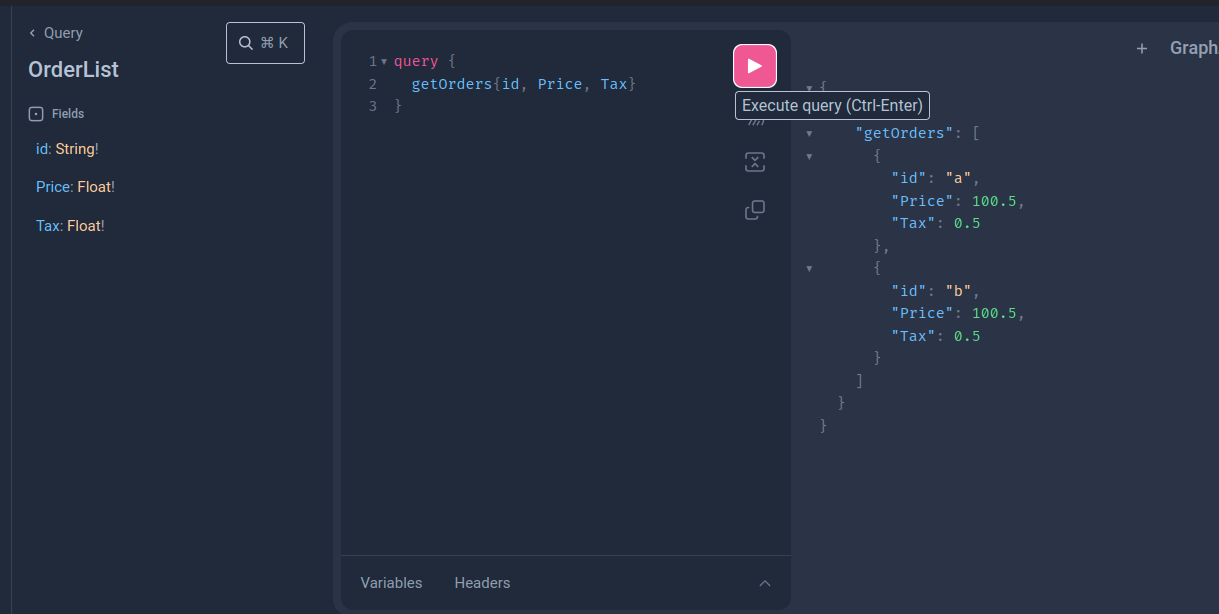 Query
⌘ K
OrderList
Fields
id: String!
Price: Float!
Tax: Float!
1 query {
2 getOrders{id, Price, Tax}
3 }
Execute query (Ctrl-Enter)
Variables
Headers
+ Graph
{
"getOrders": [
{
"id": "a",
"Price": 100.5,
"Tax": 0.5
},
{
"id": "b",
"Price": 100.5,
"Tax": 0.5
}
]
}
}